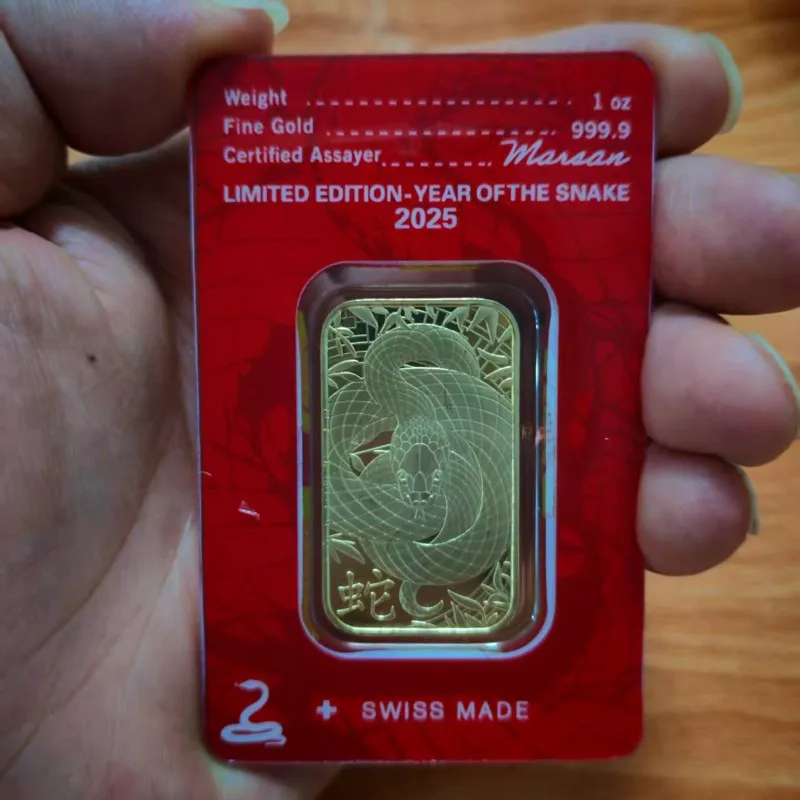 Weight ........................ 1 oz
Fine Gold ..................... 999.9
Certified Assayer.............. Marsan
LIMITED EDITION-YEAR OF THE SNAKE
2025
蛇
SWISS MADE